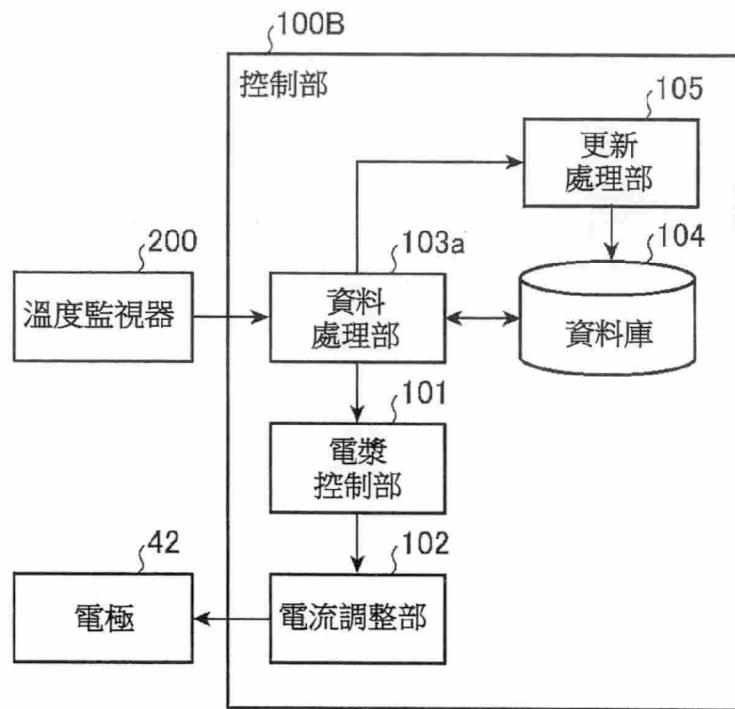 100B
控制部
105
更新
處理部
200
溫度監視器
103a
資料
處理部
104
資料庫
101
電漿
控制部
42
電極
102
電流調整部